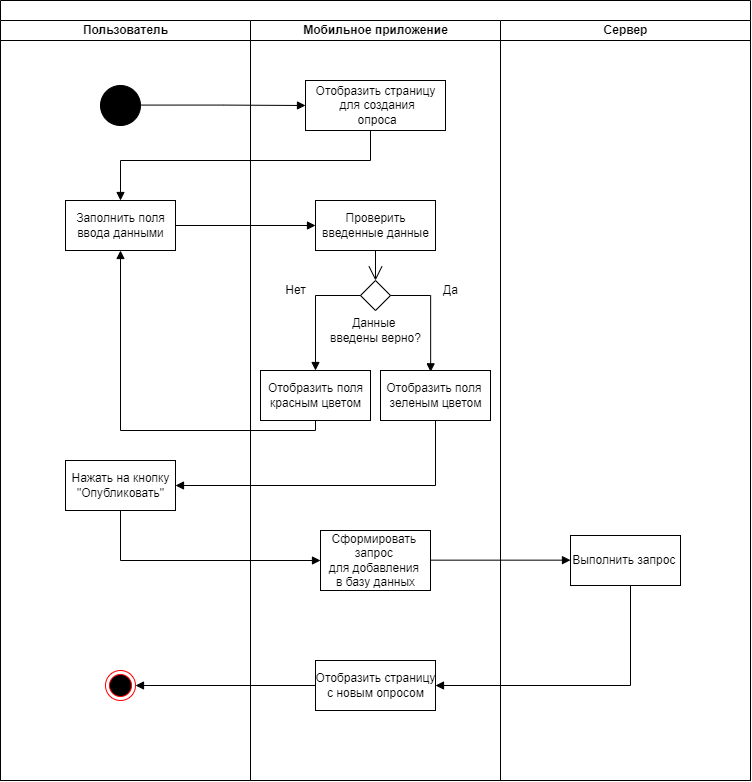 Пользователь
Мобильное приложение
Сервер
Отобразить страницу
для создания
опроса
Заполнить поля
ввода данными
Проверить
введенные данные
Нет
Да
Данные
введены верно?
Отобразить поля
красным цветом
Отобразить поля
зеленым цветом
Нажать на кнопку
"Опубликовать"
Сформировать
запрос
для добавления
в базу данных
Выполнить запрос
Отобразить страницу
с новым опросом